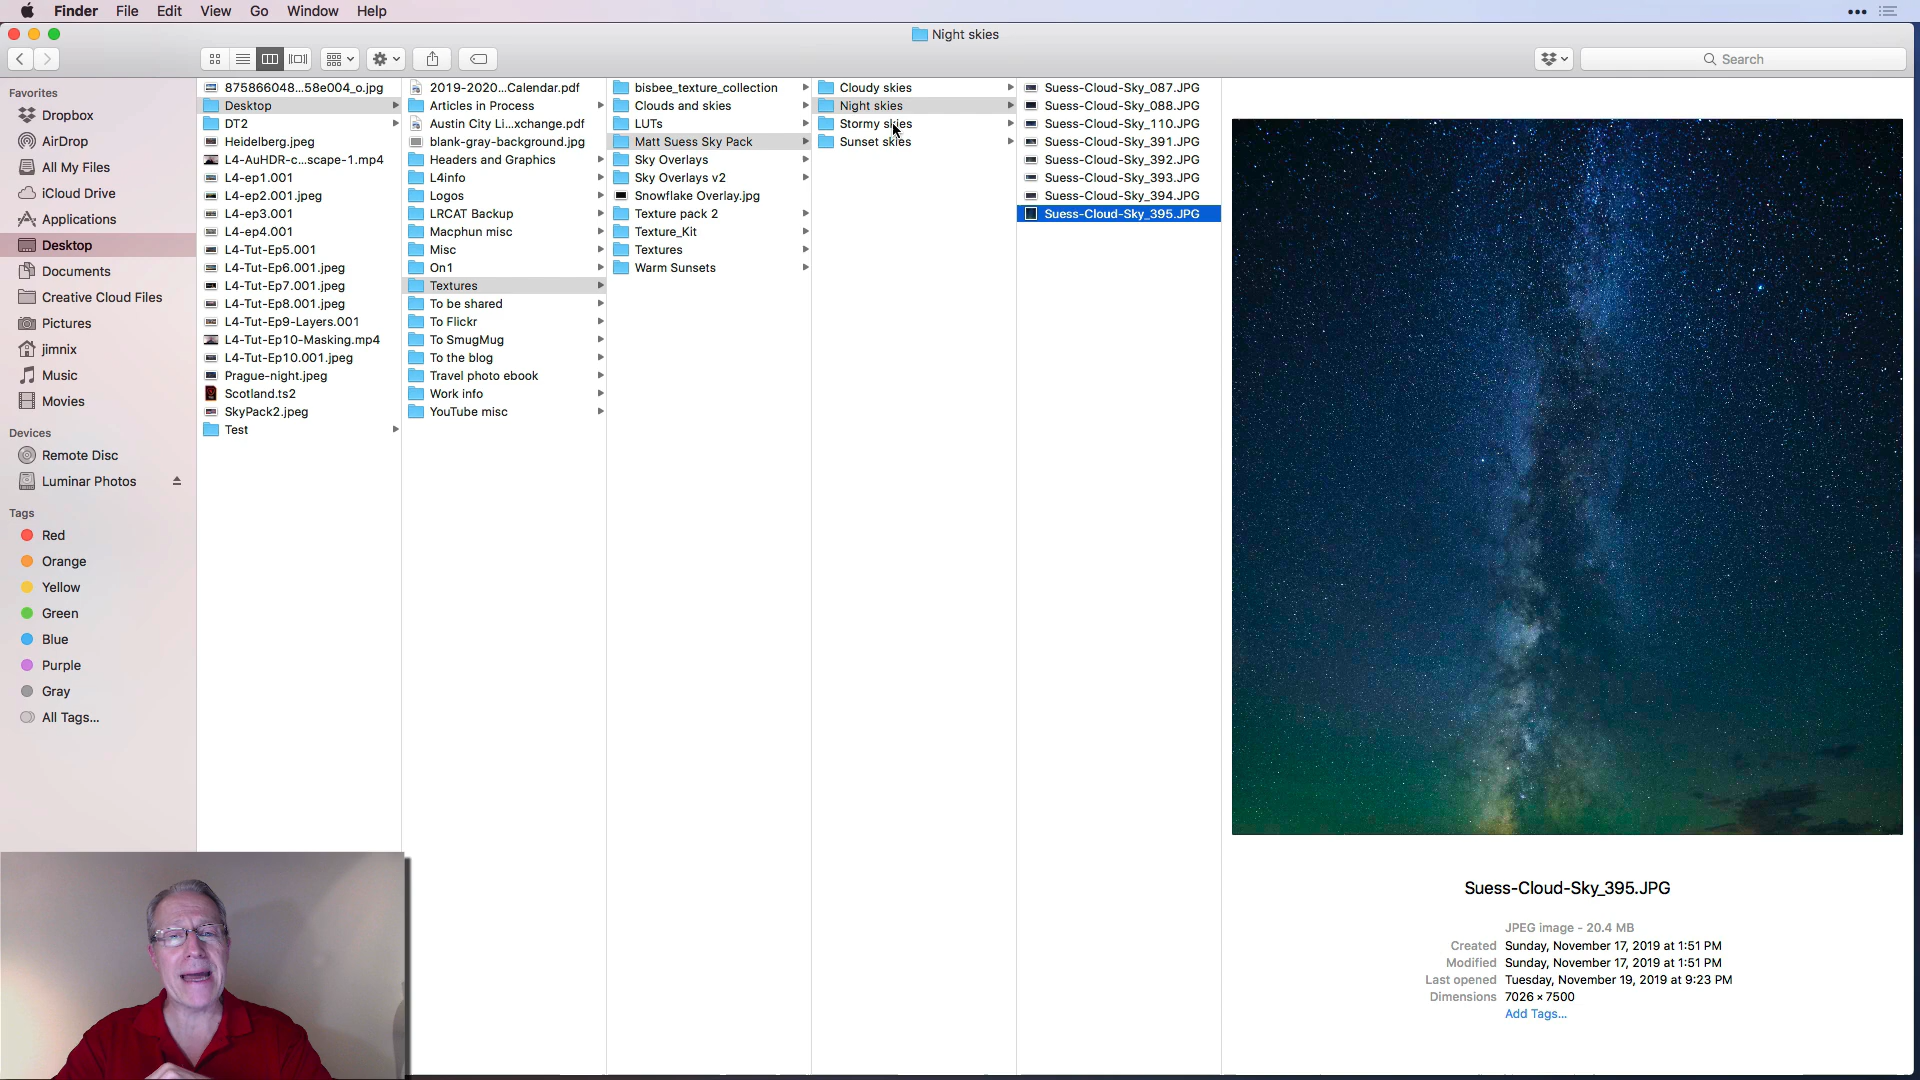 Finder File Edit View Go Window Help
Night skies
Search
Favorites
Dropbox
AirDrop
All My Files
iCloud Drive
Applications
Desktop
Documents
Creative Cloud Files
Pictures
jimnix
Music
Movies
Devices
Remote Disc
Luminar Photos
Tags
Red
Orange
Yellow
Green
Blue
Purple
Gray
All Tags...
875866048...58e004_o.jpg
Desktop
DT2
Heidelberg.jpeg
L4-AuHDR-c...scape-1.mp4
L4-ep1.001
L4-ep2.001.jpeg
L4-ep3.001
L4-ep4.001
L4-Tut-Ep5.001
L4-Tut-Ep6.001.jpeg
L4-Tut-Ep7.001.jpeg
L4-Tut-Ep8.001.jpeg
L4-Tut-Ep9-Layers.001
L4-Tut-Ep10-Masking.mp4
L4-Tut-Ep10.001.jpeg
Prague-night.jpeg
Scotland.ts2
SkyPack2.jpeg
Test
2019-2020...Calendar.pdf
Articles in Process
Austin City Li...xchange.pdf
blank-gray-background.jpg
Headers and Graphics
L4info
Logos
LRCAT Backup
Macphun misc
Misc
On1
Textures
To be shared
To Flickr
To SmugMug
To the blog
Travel photo ebook
Work info
YouTube misc
bisbee_texture_collection
Clouds and skies
LUTs
Matt Suess Sky Pack
Sky Overlays
Sky Overlays v2
Snowflake Overlay.jpg
Texture pack 2
Texture_Kit
Textures
Warm Sunsets
Cloudy skies
Night skies
Stormy skies
Sunset skies
Suess-Cloud-Sky_087.JPG
Suess-Cloud-Sky_088.JPG
Suess-Cloud-Sky_110.JPG
Suess-Cloud-Sky_391.JPG
Suess-Cloud-Sky_392.JPG
Suess-Cloud-Sky_393.JPG
Suess-Cloud-Sky_394.JPG
Suess-Cloud-Sky_395.JPG
Suess-Cloud-Sky_395.JPG
JPEG image - 20.4 MB
Created Sunday, November 17, 2019 at 1:51 PM
Modified Sunday, November 17, 2019 at 1:51 PM
Last opened Tuesday, November 19, 2019 at 9:23 PM
Dimensions 7026 × 7500
Add Tags...